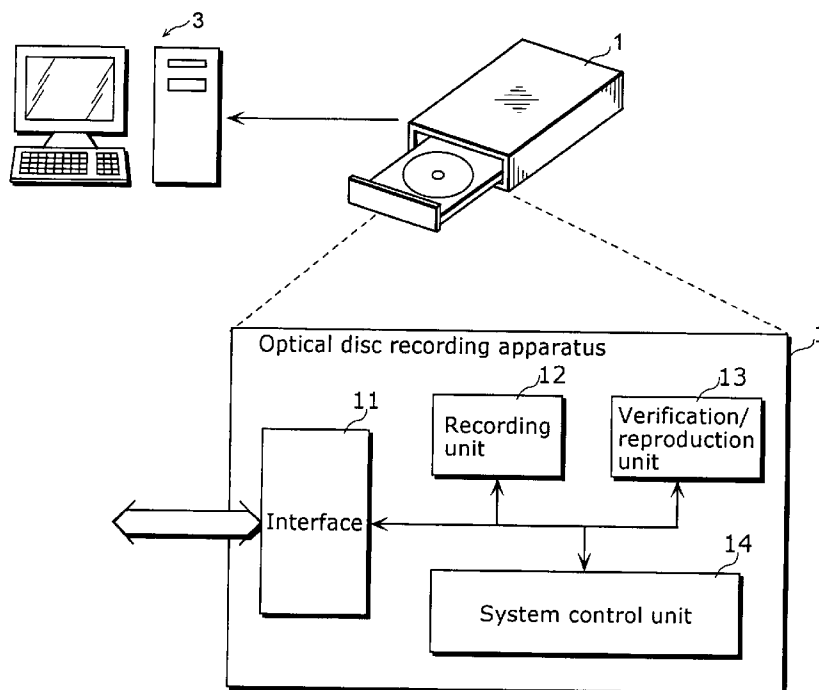 3
1
Optical disc recording apparatus
11
12
13
Recording
unit
Verification/
reproduction
unit
Interface
14
System control unit